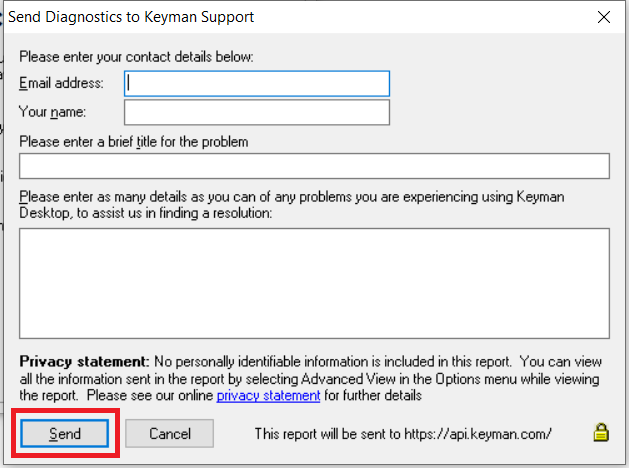 Send Diagnostics to Keyman Support
Please enter your contact details below:
Email address:
Your name:
Please enter a brief title for the problem
Please enter as many details as you can of any problems you are experiencing using Keyman
Desktop, to assist us in finding a resolution:
Privacy statement: No personally identifiable information is included in this report. You can view
all the information sent in the report by selecting Advanced View in the Options menu while viewing
the report. Please see our online privacy statement for further details
Send Cancel This report will be sent to https://api.keyman.com/